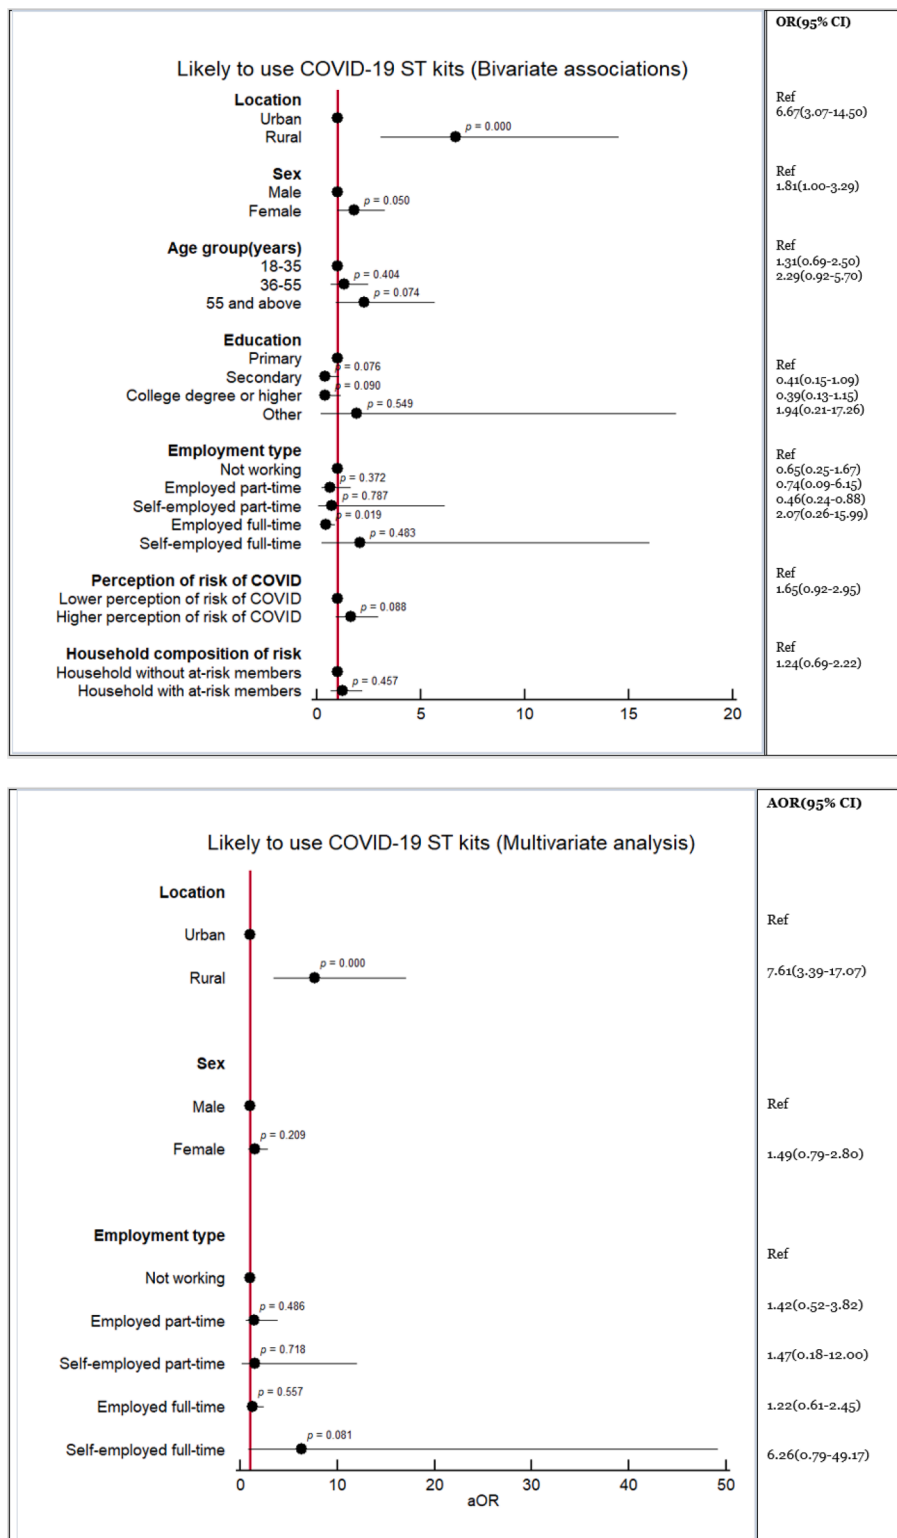 OR(95% CI)
Likely to use COVID-19 ST kits (Bivariate associations)
Location
Urban
Ref
Rural
p = 0.000
6.67(3.07-14.50)
Sex
Male
Ref
Female
p = 0.050
1.81(1.00-3.29)
Age group(years)
18-35
Ref
36-55
p = 0.404
1.31(0.69-2.50)
55 and above
p = 0.074
2.29(0.92-5.70)
Education
Primary
Ref
Secondary
p = 0.076
0.41(0.15-1.09)
College degree or higher
p = 0.090
0.39(0.13-1.15)
Other
p = 0.549
1.94(0.21-17.26)
Employment type
Not working
Ref
Employed part-time
p = 0.372
0.65(0.25-1.67)
Self-employed part-time
p = 0.787
0.74(0.09-6.15)
Employed full-time
p = 0.019
0.46(0.24-0.88)
Self-employed full-time
p = 0.483
2.07(0.26-15.99)
Perception of risk of COVID
Lower perception of risk of COVID
Ref
Higher perception of risk of COVID
p = 0.088
1.65(0.92-2.95)
Household composition of risk
Household without at-risk members
Ref
Household with at-risk members
p = 0.457
1.24(0.69-2.22)
0 5 10 15 20
AOR(95% CI)
Likely to use COVID-19 ST kits (Multivariate analysis)
Location
Urban
Ref
Rural
p = 0.000
7.61(3.39-17.07)
Sex
Male
Ref
Female
p = 0.209
1.49(0.79-2.80)
Employment type
Not working
Ref
Employed part-time
p = 0.486
1.42(0.52-3.82)
Self-employed part-time
p = 0.718
1.47(0.18-12.00)
Employed full-time
p = 0.557
1.22(0.61-2.45)
Self-employed full-time
p = 0.081
6.26(0.79-49.17)
0 10 20 30 40 50
aOR